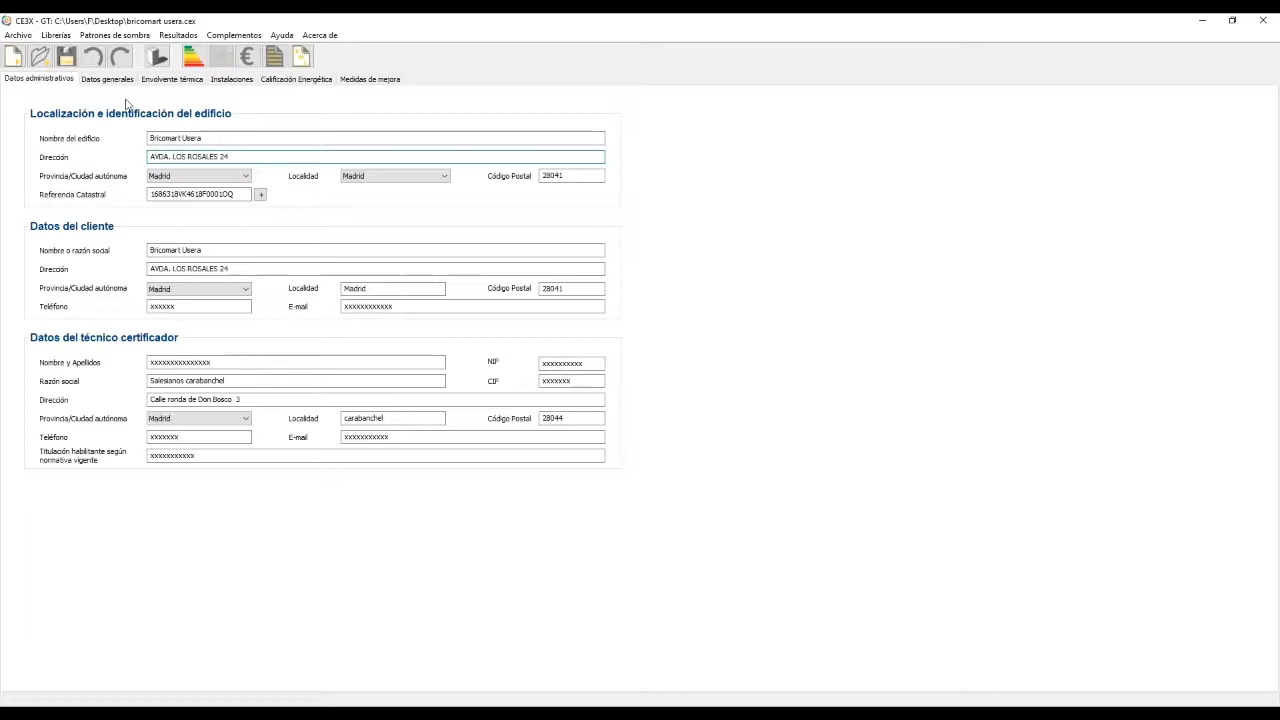 CE3X - GT: C:\Users\F\Desktop\bricomart usera.cex
Archivo Librerías Patrones de sombra Resultados Complementos Ayuda Acerca de
Datos administrativos Datos generales Envolvente térmica Instalaciones Calificación Energética Medidas de mejora
Localización e identificación del edificio
Nombre del edificio Bricomart Usera
Dirección AVDA. LOS ROSALES 24
Provincia/Ciudad autónoma Madrid Localidad Madrid Código Postal 28041
Referencia Catastral 1686318VK4618F0001OQ +
Datos del cliente
Nombre o razón social Bricomart Usera
Dirección AVDA. LOS ROSALES 24
Provincia/Ciudad autónoma Madrid Localidad Madrid Código Postal 28041
Teléfono xxxxxx E-mail xxxxxxxxxxxx
Datos del técnico certificador
Nombre y Apellidos xxxxxxxxxxxxxxx NIF xxxxxxxxxx
Razón social Salesianos carabanchel CIF xxxxxxx
Dirección Calle ronda de Don Bosco 3
Provincia/Ciudad autónoma Madrid Localidad carabanchel Código Postal 28044
Teléfono xxxxxxx E-mail xxxxxxxxxxx
Titulación habilitante según
normativa vigente xxxxxxxxxxx